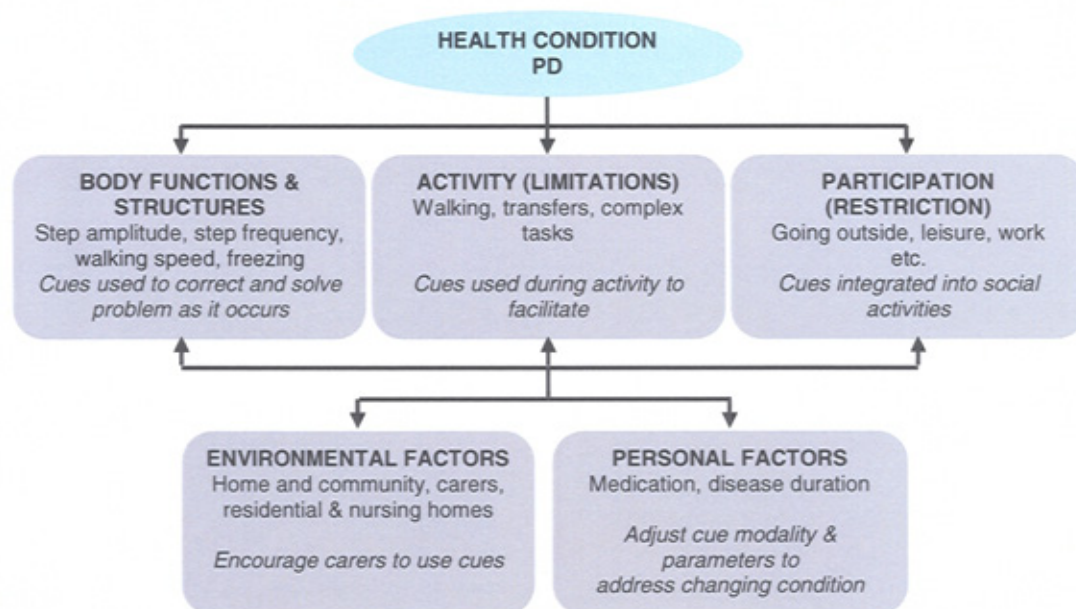 HEALTH CONDITION
PD
BODY FUNCTIONS &
STRUCTURES
Step amplitude, step frequency,
walking speed, freezing
Cues used to correct and solve
problem as it occurs
ACTIVITY (LIMITATIONS)
Walking, transfers, complex
tasks
Cues used during activity to
facilitate
PARTICIPATION
(RESTRICTION)
Going outside, leisure, work
etc.
Cues integrated into social
activities
ENVIRONMENTAL FACTORS
Home and community, carers,
residential & nursing homes
Encourage carers to use cues
PERSONAL FACTORS
Medication, disease duration
Adjust cue modality &
parameters to
address changing condition